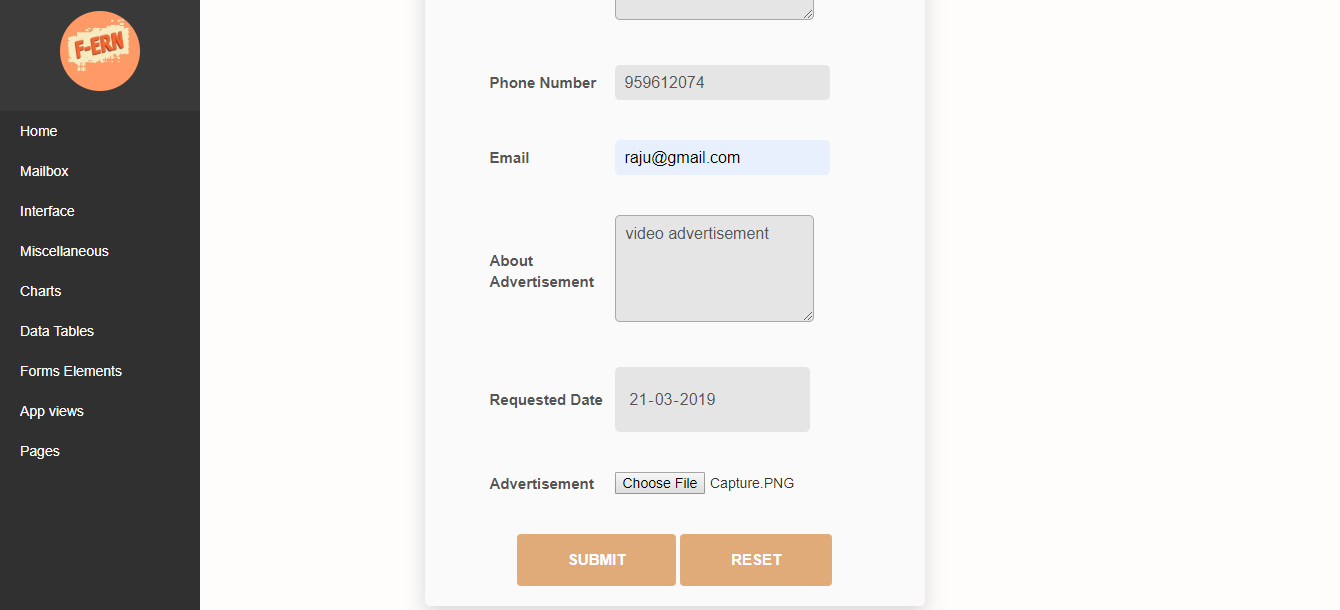 F-ERN
Home
Mailbox
Interface
Miscellaneous
Charts
Data Tables
Forms Elements
App views
Pages
Phone Number 959612074
Email raju@gmail.com
About
Advertisement
video advertisement
Requested Date 21-03-2019
Advertisement Choose File Capture.PNG
SUBMIT RESET